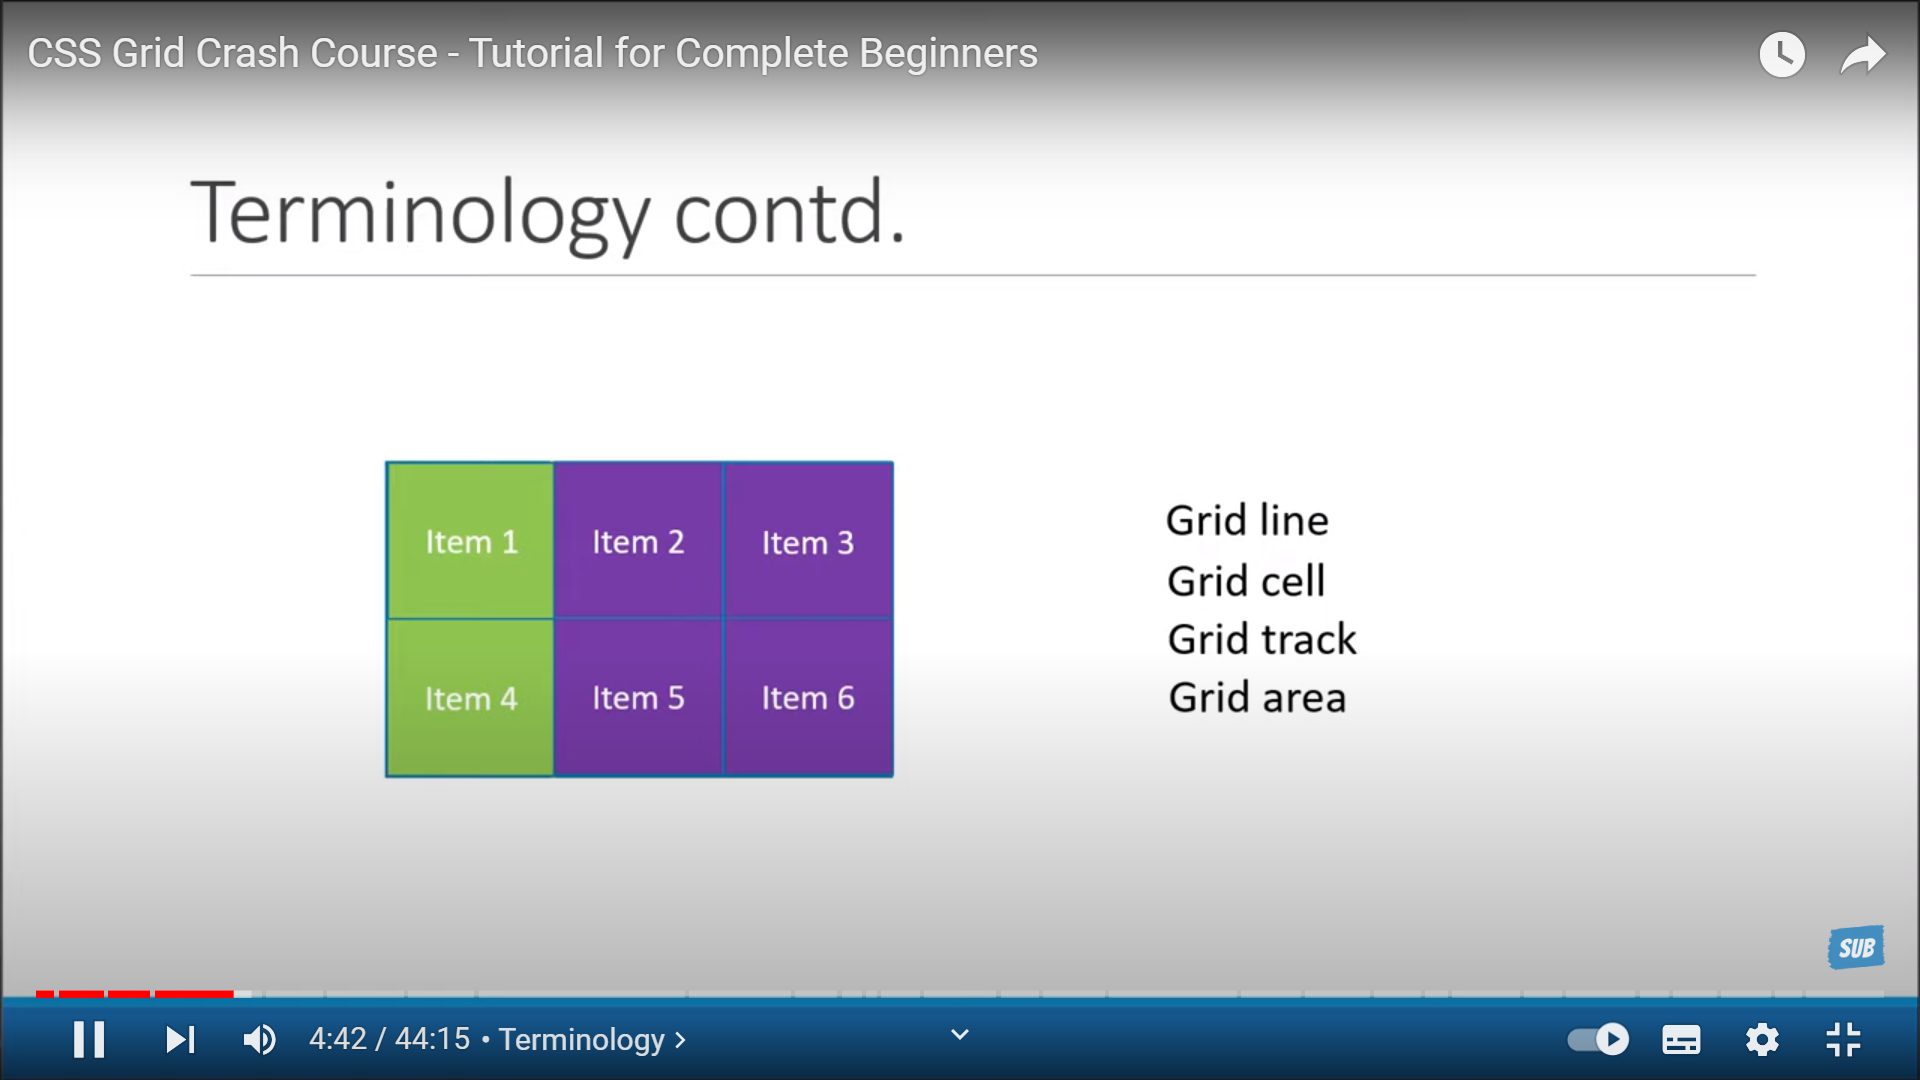 CSS Grid Crash Course - Tutorial for Complete Beginners
Terminology contd.
Item 1 Item 2 Item 3
Item 4 Item 5 Item 6
Grid line
Grid cell
Grid track
Grid area
SUB
4:42 / 44:15 • Terminology >